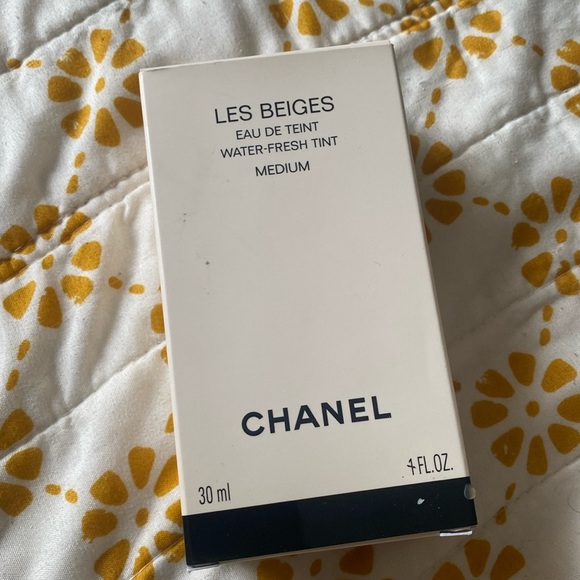 LES BEIGES
EAU DE TEINT
WATER-FRESH TINT
MEDIUM
CHANEL
30 ml
1 FL.OZ.